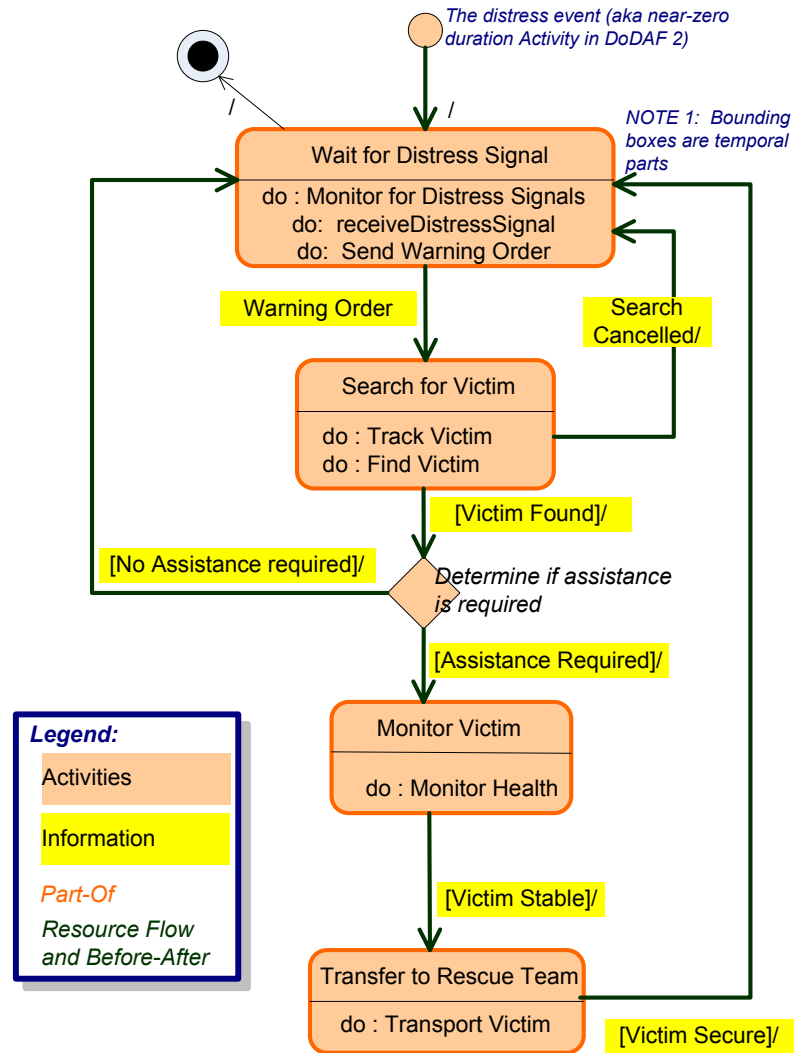 The distress event (aka near-zero
duration Activity in DoDAF 2)
/
/
NOTE 1: Bounding
boxes are temporal
parts
Wait for Distress Signal
do : Monitor for Distress Signals
do: receiveDistressSignal
do: Send Warning Order
Warning Order
Search
Cancelled/
Search for Victim
do : Track Victim
do : Find Victim
[Victim Found]/
[No Assistance required]/
Determine if assistance
is required
[Assistance Required]/
Monitor Victim
do : Monitor Health
Legend:
Activities
Information
Part-Of
Resource Flow
and Before-After
[Victim Stable]/
Transfer to Rescue Team
do : Transport Victim
[Victim Secure]/